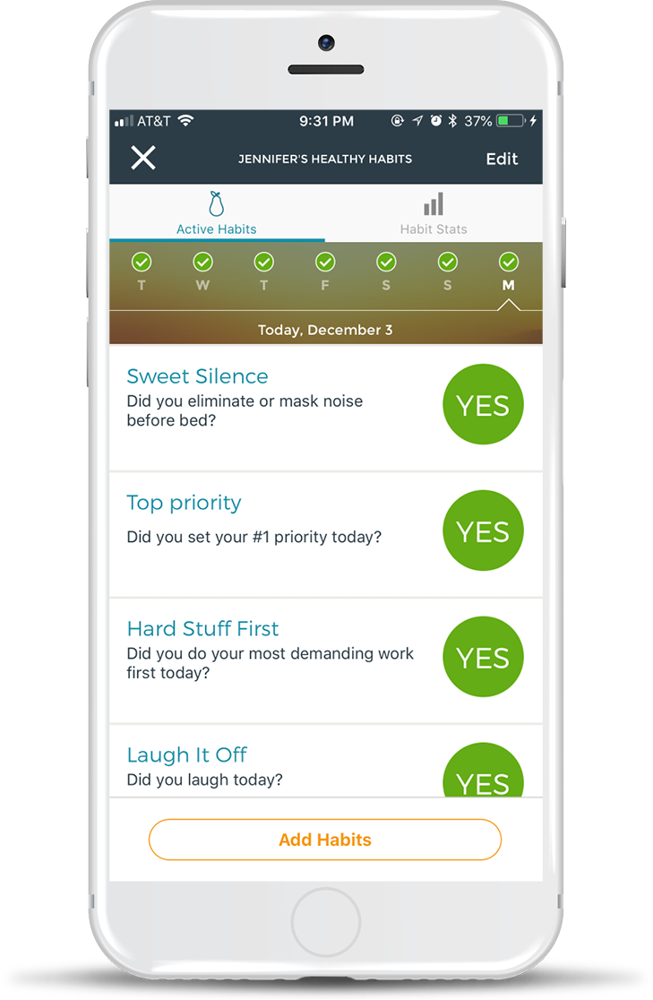 AT&T 9:31 PM 37%
JENNIFER'S HEALTHY HABITS Edit
Active Habits Habit Stats
T W T F S S M
Today, December 3
Sweet Silence
Did you eliminate or mask noise
before bed?
YES
Top priority
Did you set your #1 priority today?
YES
Hard Stuff First
Did you do your most demanding work
first today?
YES
Laugh It Off
Did you laugh today?
YES
Add Habits